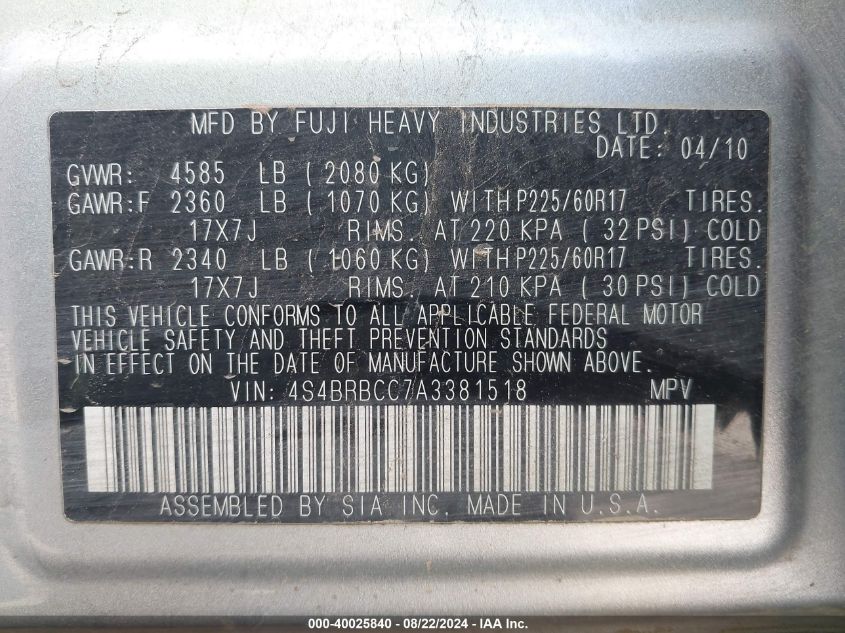 MFD BY FUJI HEAVY INDUSTRIES LTD.
DATE: 04/10
GVWR: 4585 LB ( 2080 KG)
GAWR:F 2360 LB ( 1070 KG) WITH P225/60R17 TIRES.
17X7J RIMS. AT 220 KPA ( 32 PSI) COLD
GAWR:R 2340 LB ( 1060 KG) WITH P225/60R17 TIRES.
17X7J RIMS. AT 210 KPA ( 30 PSI) COLD
THIS VEHICLE CONFORMS TO ALL APPLICABLE FEDERAL MOTOR
VEHICLE SAFETY AND THEFT PREVENTION STANDARDS
IN EFFECT ON THE DATE OF MANUFACTURE SHOWN ABOVE.
VIN: 4S4BRBCC7A3381518 MPV
ASSEMBLED BY SIA INC. MADE IN U.S.A.
000-40025840 - 08/22/2024 - IAA Inc.